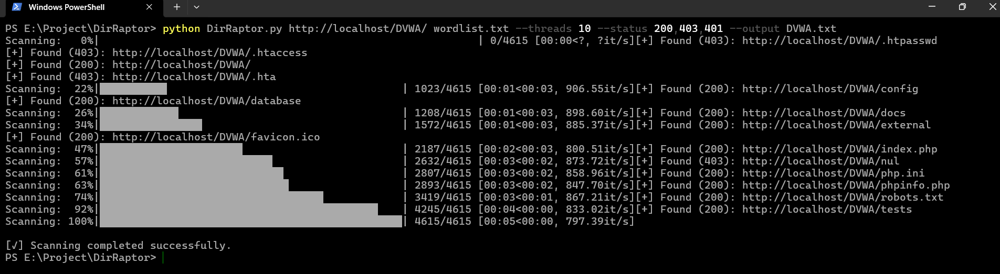 Windows PowerShell
PS E:\Project\DirRaptor> python DirRaptor.py http://localhost/DVWA/ wordlist.txt --threads 10 --status 200,403,401 --output DVWA.txt
Scanning:   0%|                                                            | 0/4615 [00:00<?, ?it/s][+] Found (403): http://localhost/DVWA/.htpasswd
[+] Found (403): http://localhost/DVWA/.htaccess
[+] Found (200): http://localhost/DVWA/
[+] Found (403): http://localhost/DVWA/.hta
Scanning:  22%|                                                | 1023/4615 [00:01<00:03, 906.55it/s][+] Found (200): http://localhost/DVWA/config
[+] Found (200): http://localhost/DVWA/database
Scanning:  26%|                                                | 1208/4615 [00:01<00:03, 898.60it/s][+] Found (200): http://localhost/DVWA/docs
Scanning:  34%|                                                | 1572/4615 [00:01<00:03, 885.37it/s][+] Found (200): http://localhost/DVWA/external
[+] Found (200): http://localhost/DVWA/favicon.ico
Scanning:  47%|                                                | 2187/4615 [00:02<00:03, 800.51it/s][+] Found (200): http://localhost/DVWA/index.php
Scanning:  57%|                                                | 2632/4615 [00:03<00:02, 873.72it/s][+] Found (403): http://localhost/DVWA/nul
Scanning:  61%|                                                | 2807/4615 [00:03<00:02, 858.96it/s][+] Found (200): http://localhost/DVWA/php.ini
Scanning:  63%|                                                | 2893/4615 [00:03<00:02, 847.70it/s][+] Found (200): http://localhost/DVWA/phpinfo.php
Scanning:  74%|                                                | 3419/4615 [00:03<00:01, 867.21it/s][+] Found (200): http://localhost/DVWA/robots.txt
Scanning:  92%|                                                | 4245/4615 [00:04<00:00, 833.02it/s][+] Found (200): http://localhost/DVWA/tests
Scanning: 100%|                                                | 4615/4615 [00:05<00:00, 797.39it/s]
[√] Scanning completed successfully.
PS E:\Project\DirRaptor>